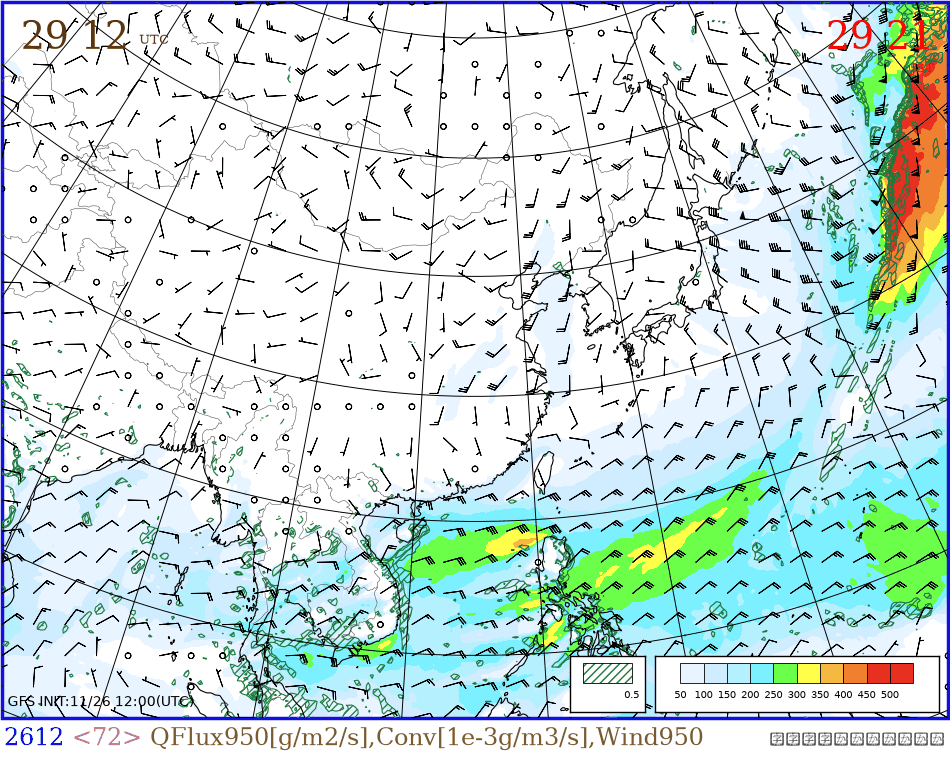 29 12 UTC 29 21
0.5
50 100 150 200 250 300 350 400 450 500
GFS INIT:11/26 12:00(UTC)
2612 <72> QFlux950[g/m2/s],Conv[1e-3g/m3/s],Wind950